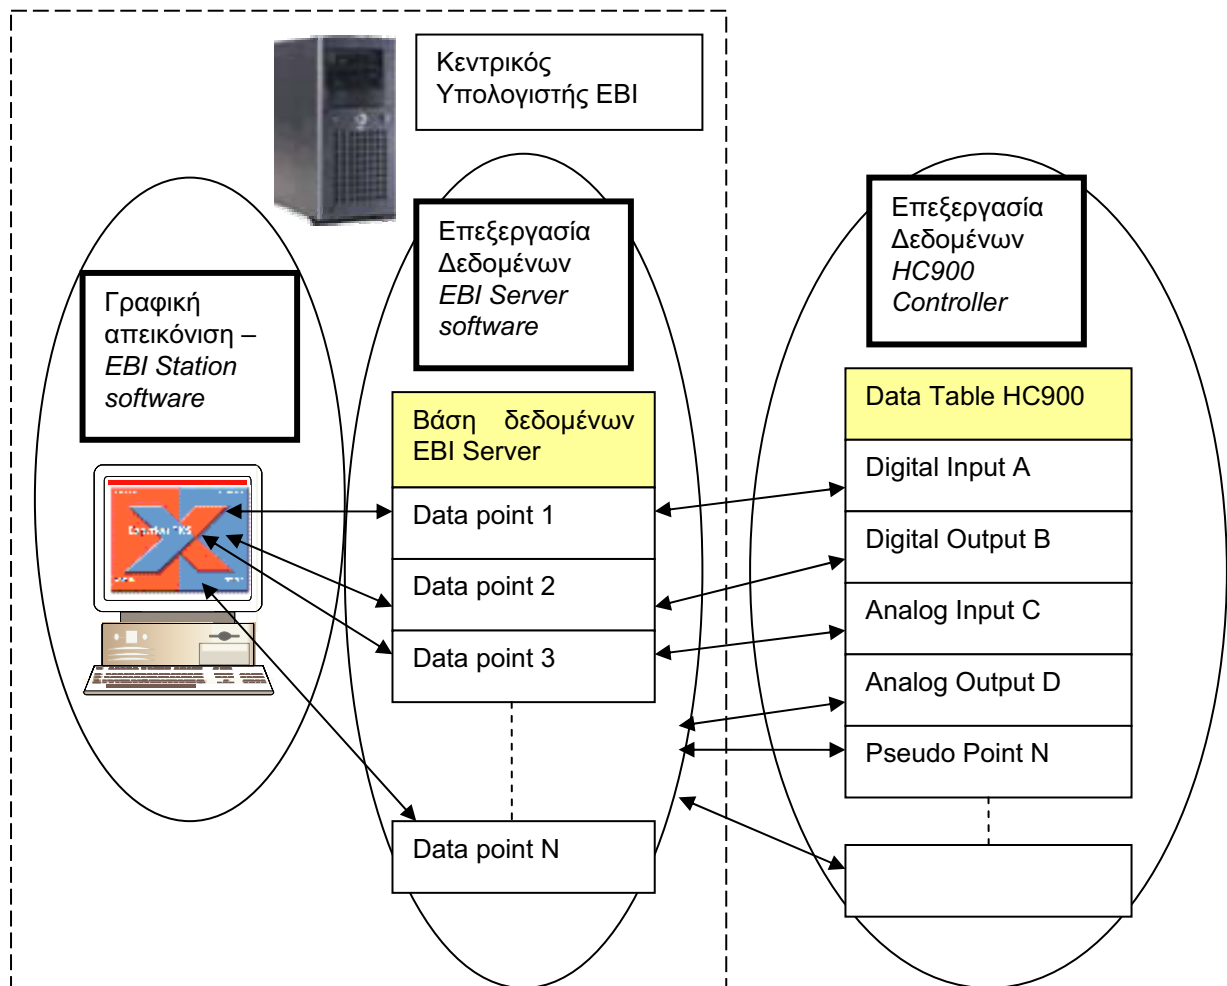 Κεντρικός
Υπολογιστής EBI
Επεξεργασία
Δεδομένων
EBI Server
software
Επεξεργασία
Δεδομένων
HC900
Controller
Γραφική
απεικόνιση –
EBI Station
software
Βάση δεδομένων
EBI Server
Data point 1
Data point 2
Data point 3
Data point N
Data Table HC900
Digital Input A
Digital Output B
Analog Input C
Analog Output D
Pseudo Point N